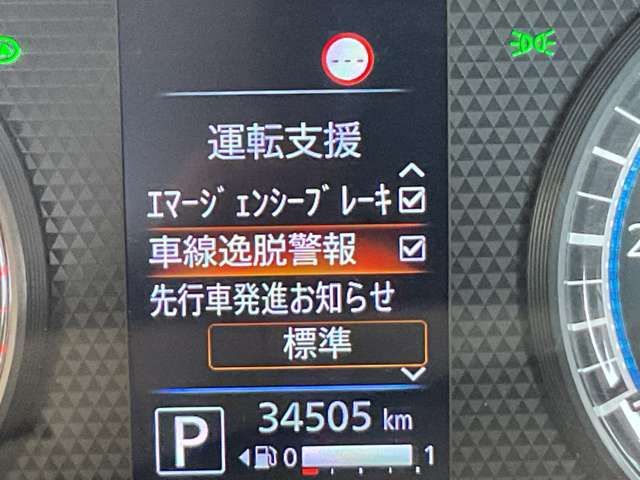 ---
運転支援
ｴﾏｰｼﾞｪﾝｼｰﾌﾞﾚｰｷ
車線逸脱警報
先行車発進お知らせ
標準
P
34505 km
0 1
2